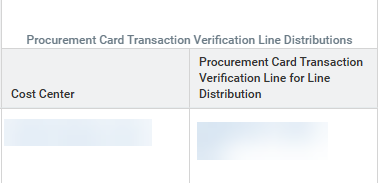 Procurement Card Transaction Verification Line Distributions
Cost Center
Procurement Card Transaction
Verification Line for Line
Distribution